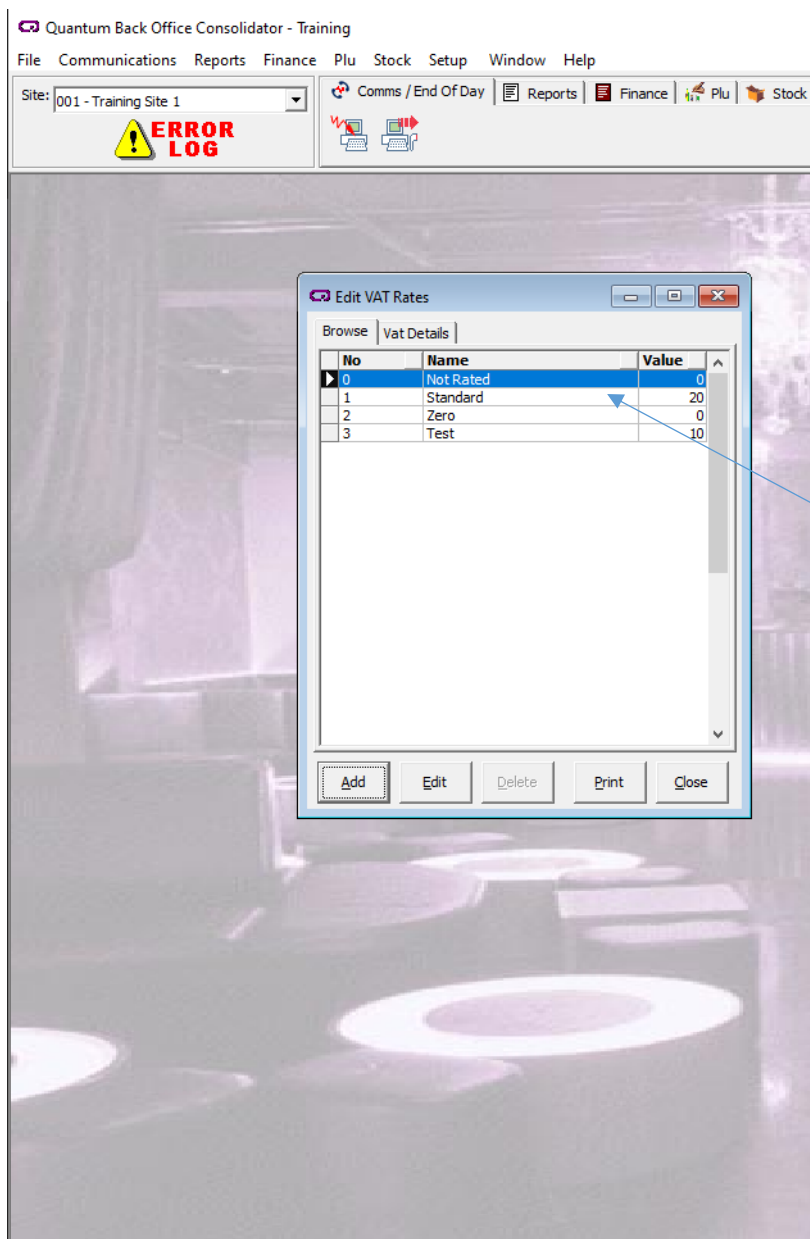 Quantum Back Office Consolidator - Training
File Communications Reports Finance Plu Stock Setup Window Help
Site: 001 - Training Site 1
Comms / End Of Day Reports Finance Plu Stock
ERROR
LOG
Edit VAT Rates
Browse Vat Details
No Name Value
0 Not Rated 0
1 Standard 20
2 Zero 0
3 Test 10
Add Edit Delete Print Close